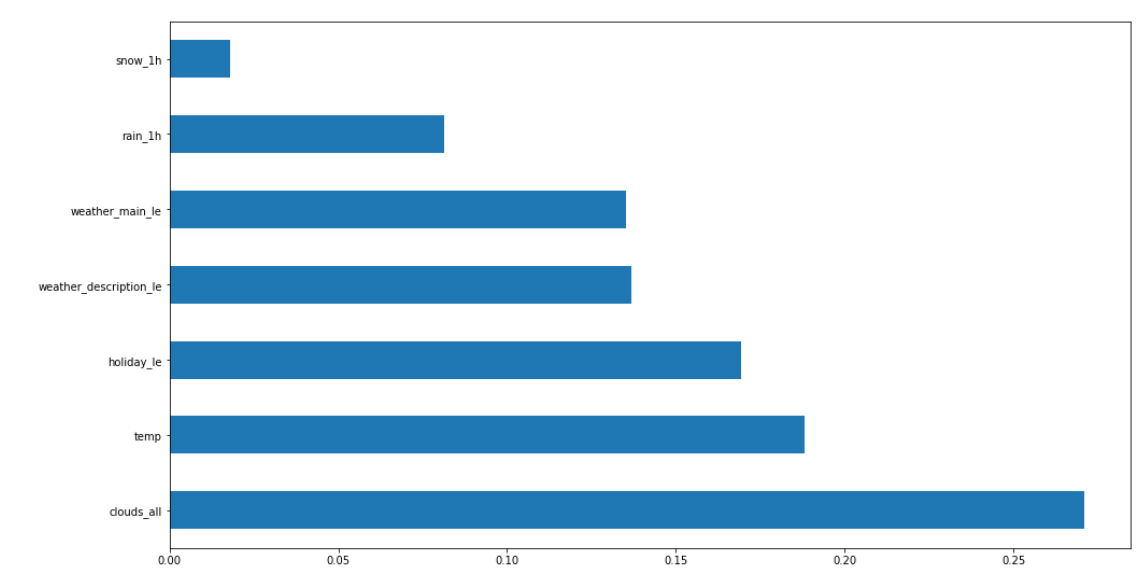 snow_1h
rain_1h
weather_main_le
weather_description_le
holiday_le
temp
clouds_all
0.00 0.05 0.10 0.15 0.20 0.25